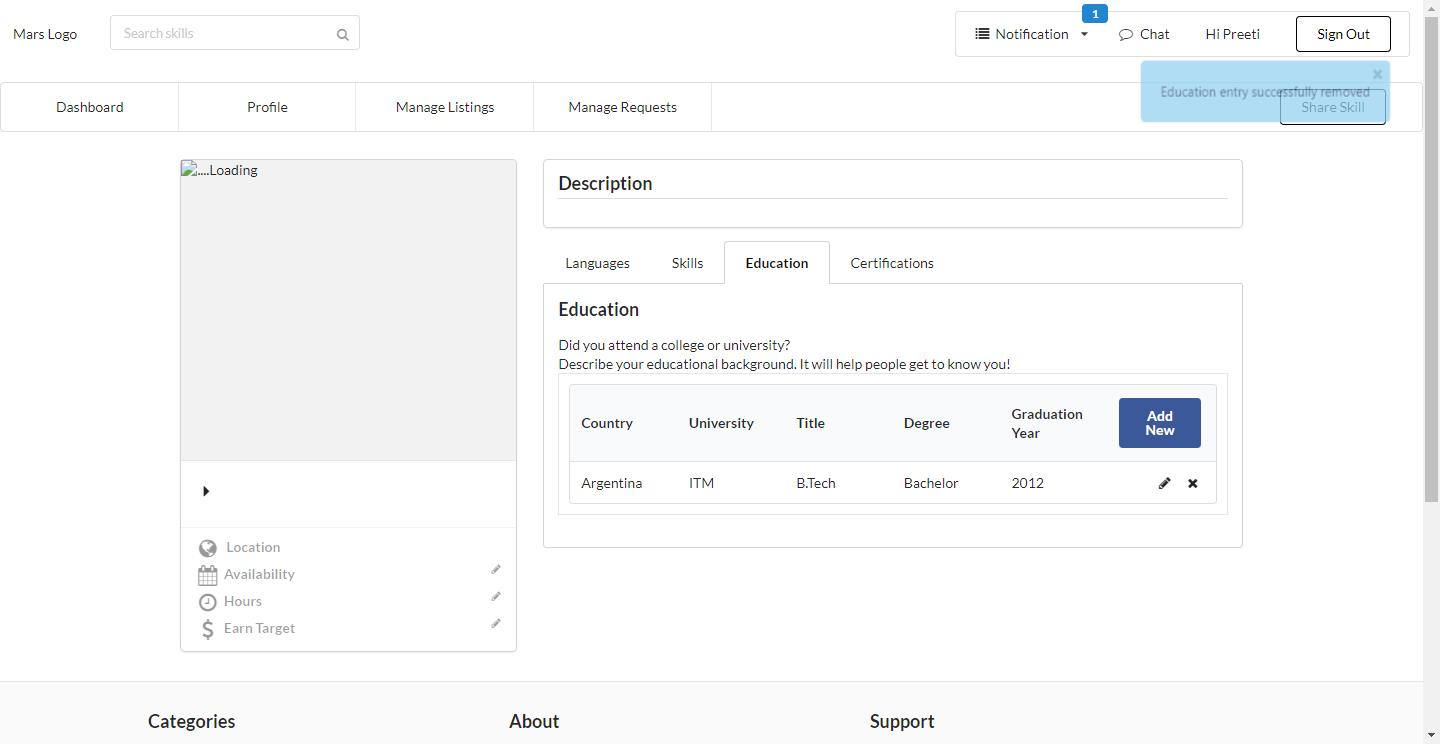 Mars Logo
Search skills
1
Notification
Chat
Hi Preeti
Sign Out
Education entry successfully removed
Dashboard
Profile
Manage Listings
Manage Requests
Share Skill
....Loading
Description
Languages
Skills
Education
Certifications
Education
Did you attend a college or university?
Describe your educational background. It will help people get to know you!
Country
University
Title
Degree
Graduation
Year
Add
New
Argentina
ITM
B.Tech
Bachelor
2012
Location
Availability
Hours
Earn Target
Categories
About
Support